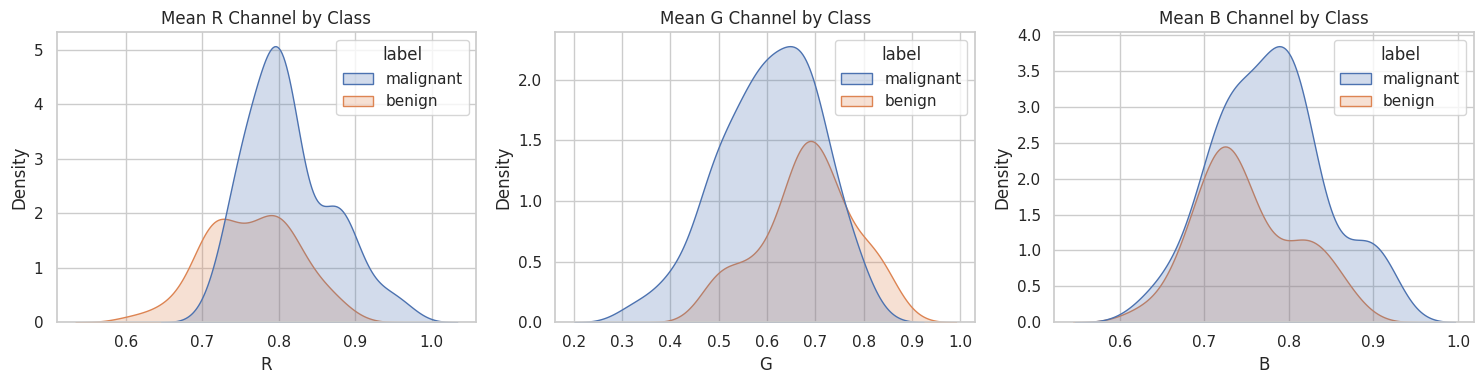 Mean R Channel by Class
label
malignant
benign
Density
5
4
3
2
1
0
0.6 0.7 0.8 0.9 1.0
R
Mean G Channel by Class
label
malignant
benign
Density
2.0
1.5
1.0
0.5
0.0
0.2 0.3 0.4 0.5 0.6 0.7 0.8 0.9 1.0
G
Mean B Channel by Class
label
malignant
benign
Density
4.0
3.5
3.0
2.5
2.0
1.5
1.0
0.5
0.0
0.6 0.7 0.8 0.9 1.0
B